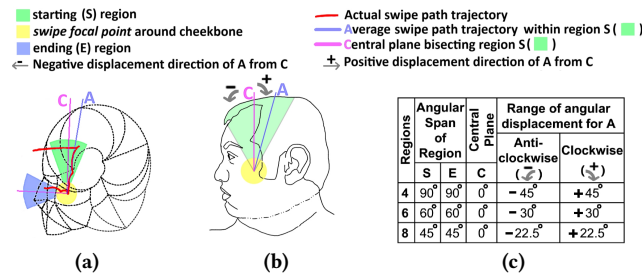 starting (S) region
swipe focal point around cheekbone
ending (E) region
- Negative displacement direction of A from C
Actual swipe path trajectory
Average swipe path trajectory within region S ( )
Central plane bisecting region S ( )
+ Positive displacement direction of A from C
C A
- +
C A
(a)
(b)
Regions
Angular Span of Region
Central Plane
Range of angular displacement for A
S E C
Anti-clockwise (-)
Clockwise (+)
4 90° 90° 0° -45° +45°
6 60° 60° 0° -30° +30°
8 45° 45° 0° -22.5° +22.5°
(c)